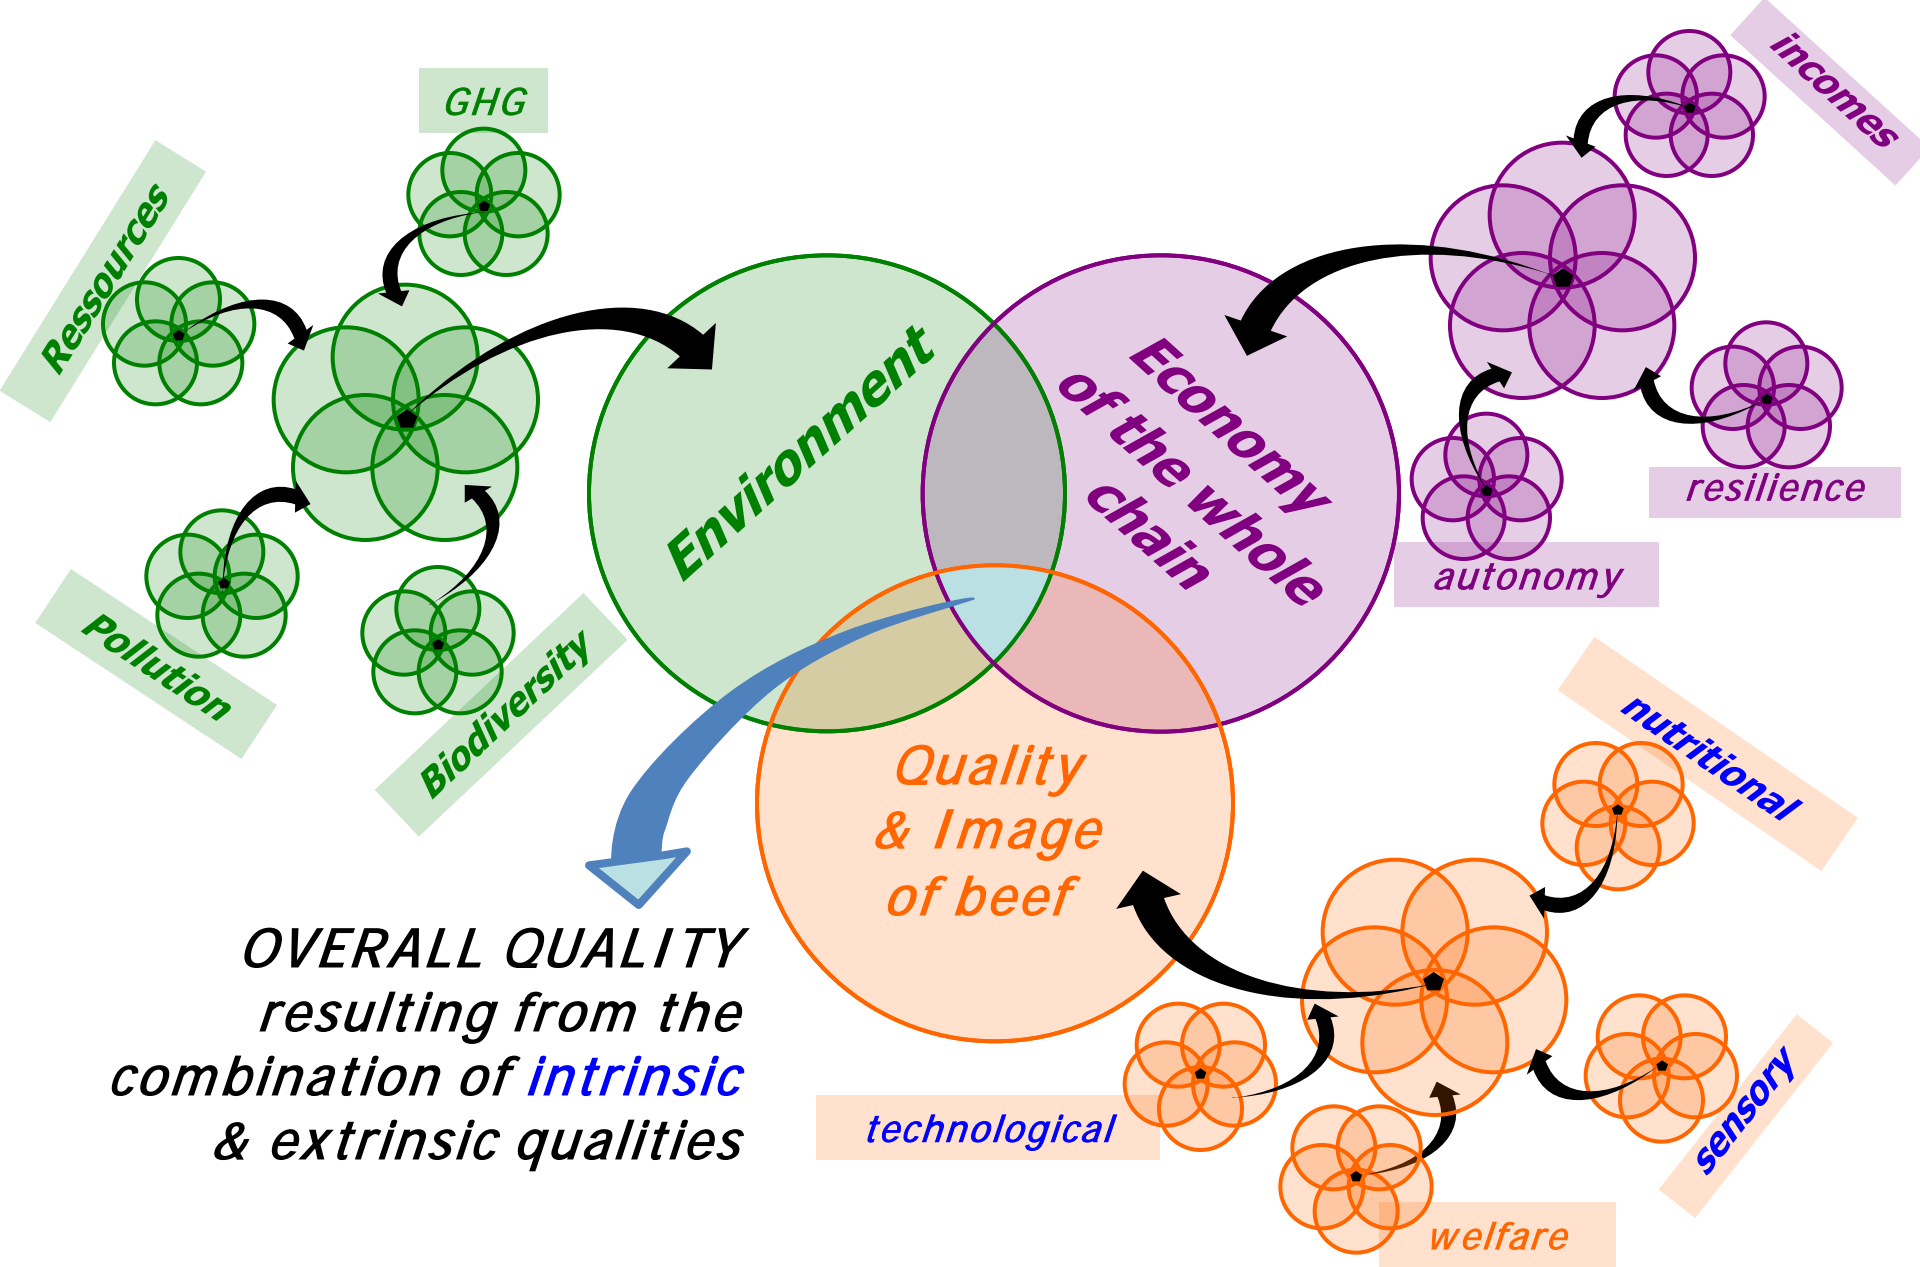 GHG
Ressources
Pollution
Biodiversity
Environment
Economy
of the whole
chain
incomes
resilience
autonomy
Quality
& Image
of beef
nutritional
sensory
technological
welfare
OVERALL QUALITY
resulting from the
combination of intrinsic
& extrinsic qualities